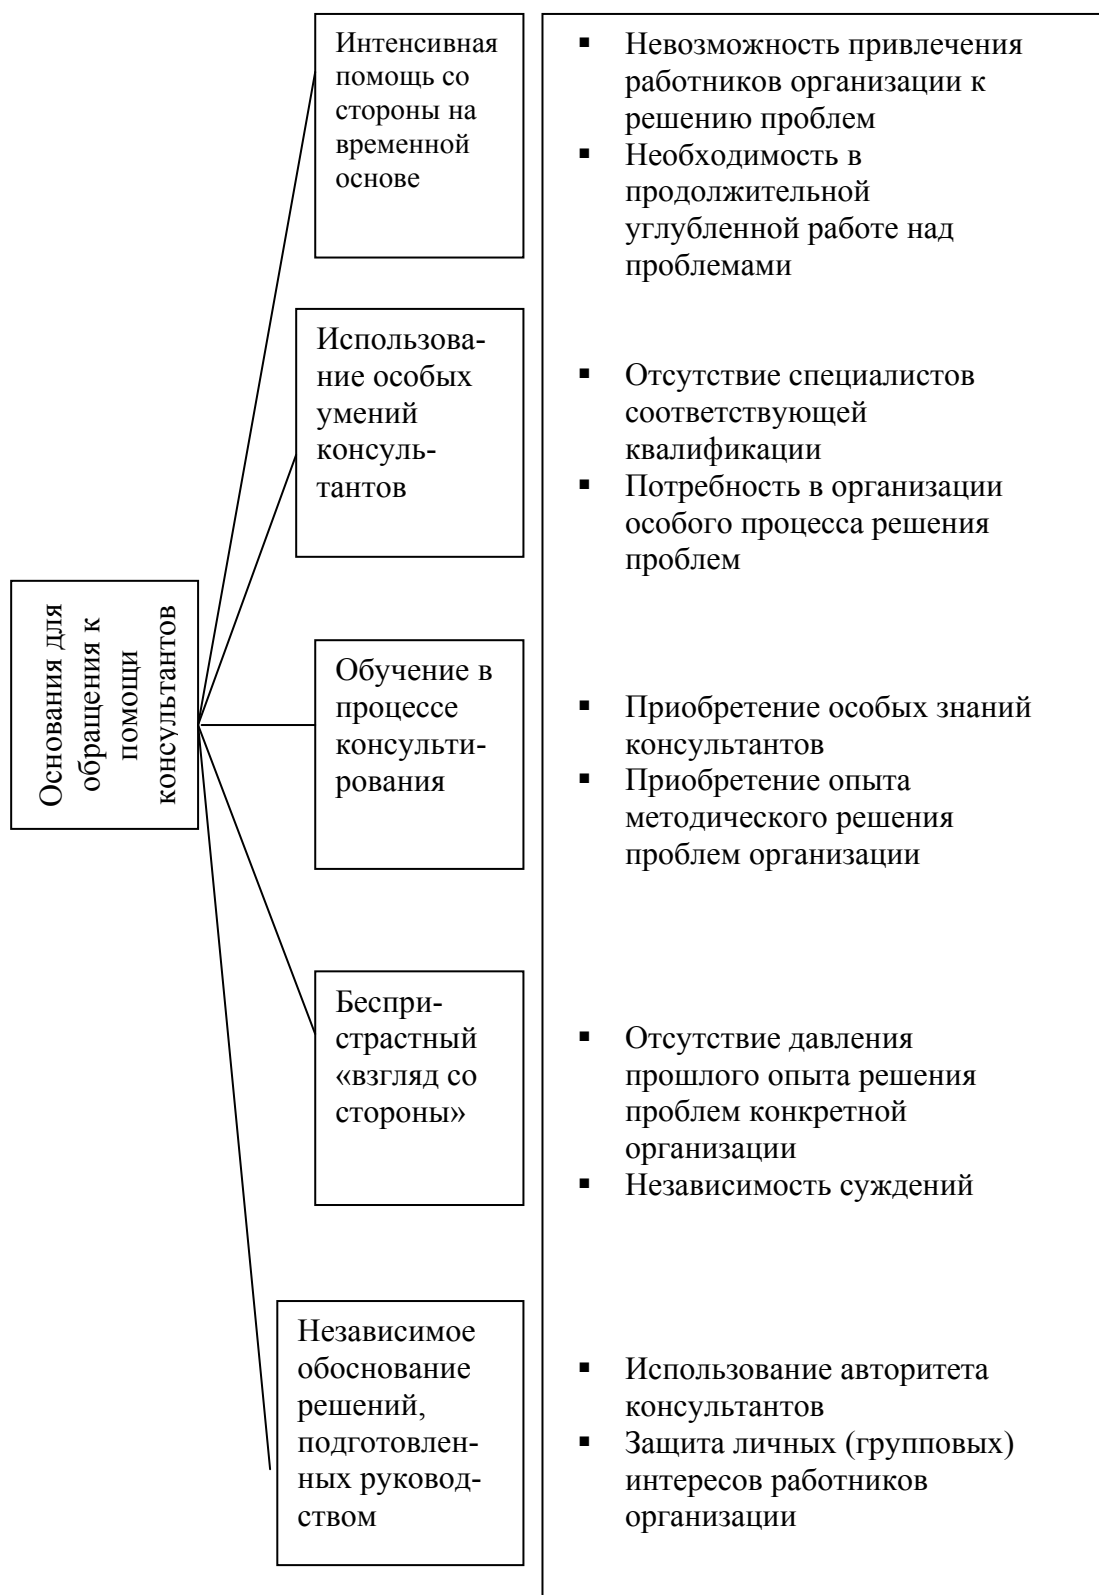 Основания для
обращения к
помощи
консультантов
Интенсивная
помощь со
стороны на
временной
основе
▪ Невозможность привлечения
работников организации к
решению проблем
▪ Необходимость в
продолжительной
углубленной работе над
проблемами
Использова-
ние особых
умений
консуль-
тантов
▪ Отсутствие специалистов
соответствующей
квалификации
▪ Потребность в организации
особого процесса решения
проблем
Обучение в
процессе
консульти-
рования
▪ Приобретение особых знаний
консультантов
▪ Приобретение опыта
методического решения
проблем организации
Беспри-
страстный
«взгляд со
стороны»
▪ Отсутствие давления
прошлого опыта решения
проблем конкретной
организации
▪ Независимость суждений
Независимое
обоснование
решений,
подготовлен-
ных руковод-
ством
▪ Использование авторитета
консультантов
▪ Защита личных (групповых)
интересов работников
организации